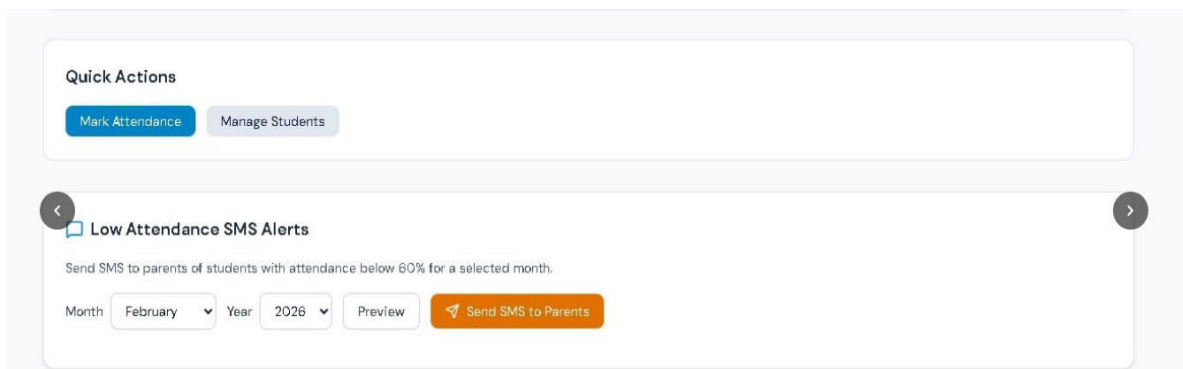 Quick Actions
Mark Attendance Manage Students
Low Attendance SMS Alerts
Send SMS to parents of students with attendance below 60% for a selected month.
Month February Year 2026 Preview Send SMS to Parents